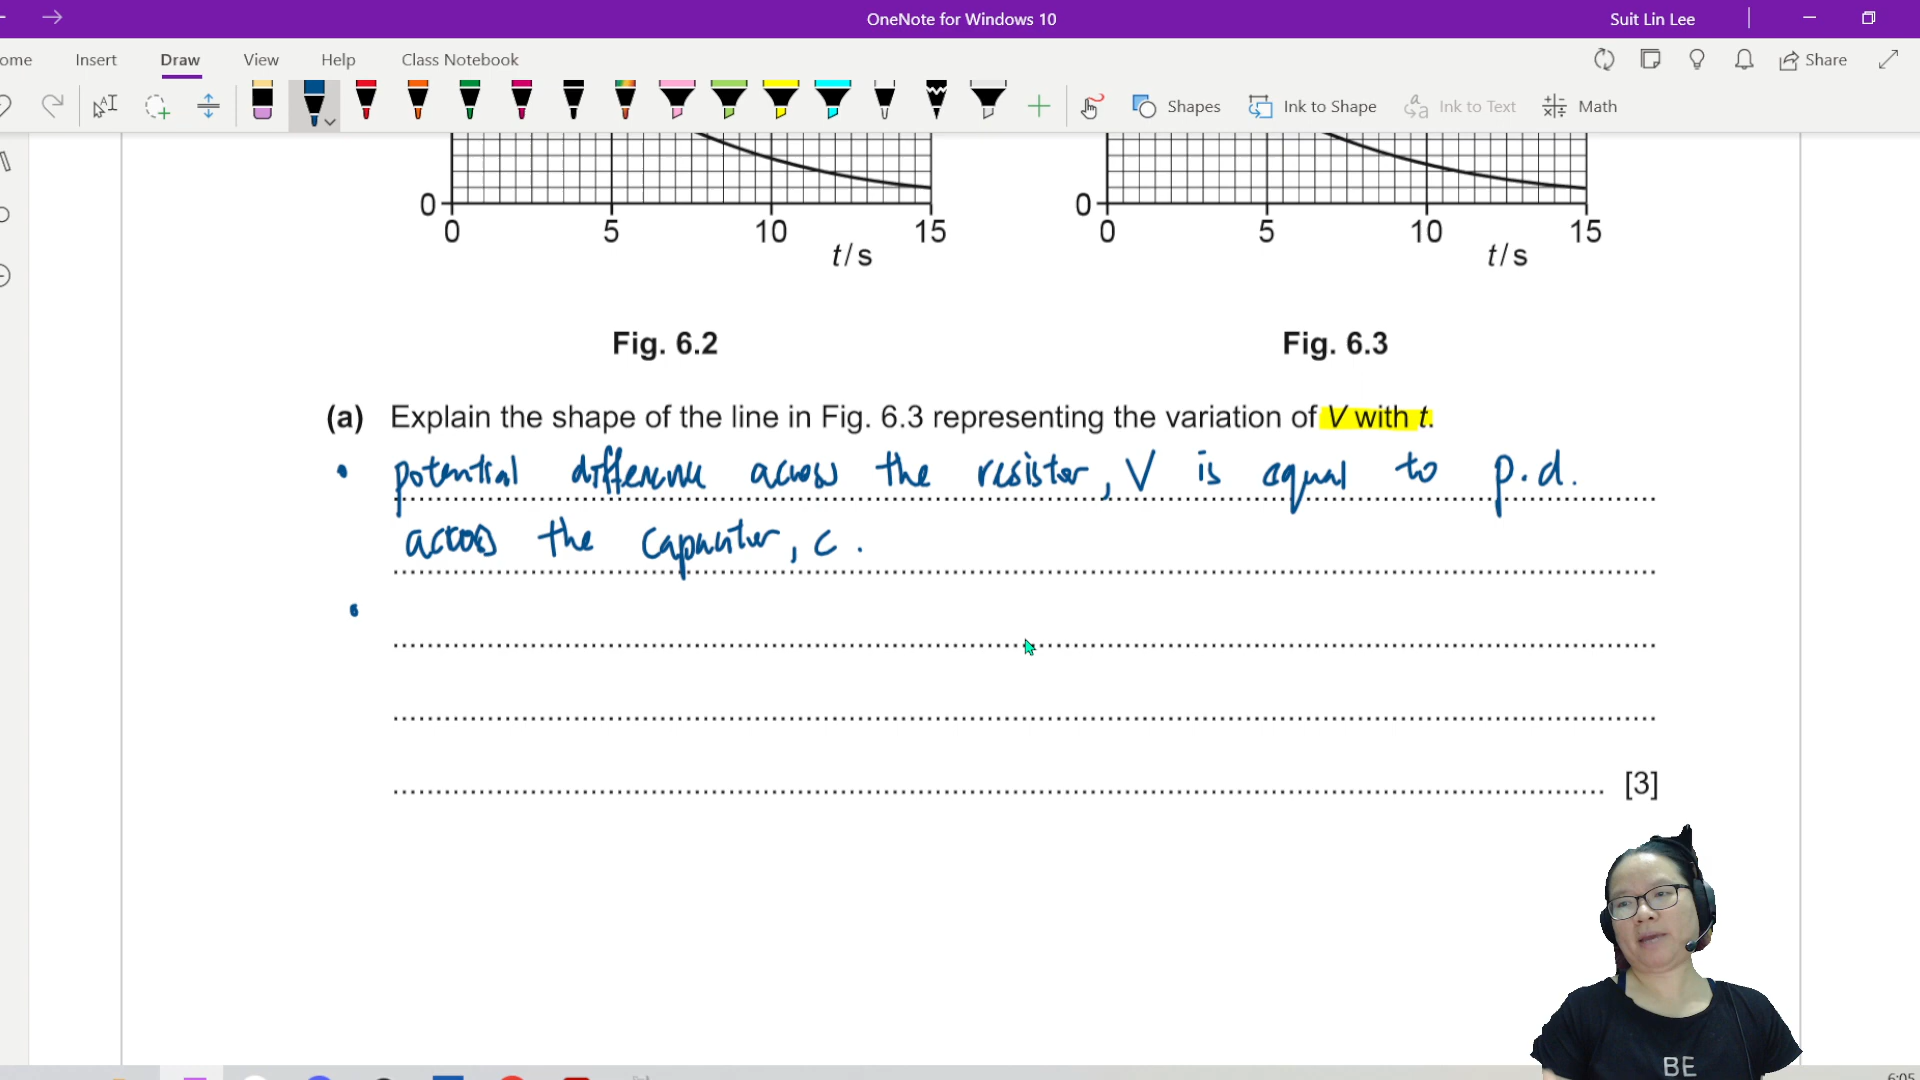 OneNote for Windows 10
Suit Lin Lee
ome Insert Draw View Help Class Notebook
Share
Shapes Ink to Shape Ink to Text Math
0 0
0 5 10 15 0 5 10 15
t/s t/s
Fig. 6.2 Fig. 6.3
(a) Explain the shape of the line in Fig. 6.3 representing the variation of V with t.
• potential difference across the resistor, V is equal to p.d.
across the capacitor, C.
•
[3]
BE